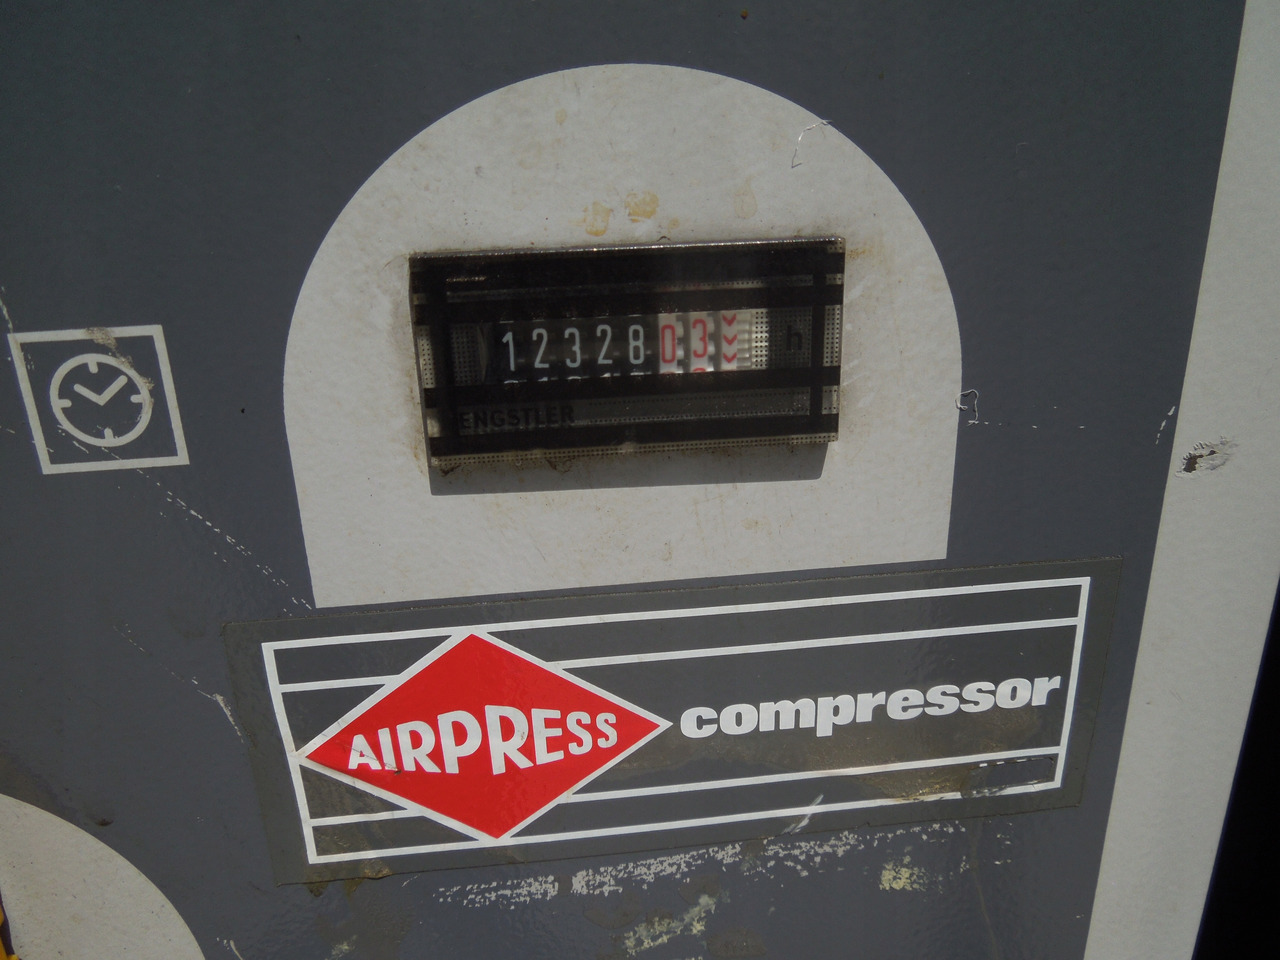 1232803 h
ENGSTLER
AIRPRESS compressor